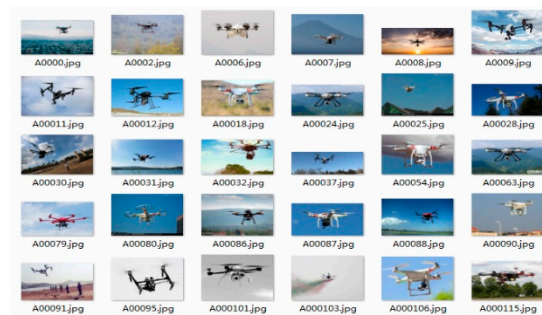 A0000.jpg A0002.jpg A0006.jpg A0007.jpg A0008.jpg A0009.jpg
A00011.jpg A00012.jpg A00018.jpg A00024.jpg A00025.jpg A00028.jpg
A00030.jpg A00031.jpg A00032.jpg A00037.jpg A00054.jpg A00063.jpg
A00079.jpg A00080.jpg A00086.jpg A00087.jpg A00088.jpg A00090.jpg
A00091.jpg A00095.jpg A000101.jpg A000103.jpg A000106.jpg A000115.jpg